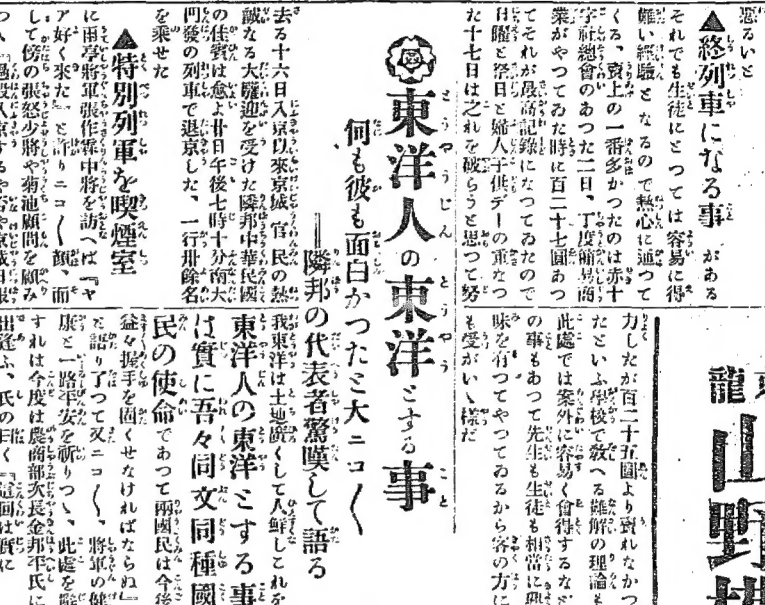 惡るいと
▲終列車になる事がある
それでも生徒にとつては容易に得
難い經驗となるので熱心に通つて
くる、賣上の一番多かつたのは赤十
字社總會のあつた二日、丁度簡易商
業がやつてゐた時に百二十七圓あつ
てそれが最高記錄になつてゐたので
日曜と祭日と婦人子供デーの重なつ
た十七日は之れを破らうと思つて努
力したが百二十五圓より賣れなかつ
たといふ學校で敎へる難解の理論も
此處では案外に容易く會得するなど
の事もあつて先生も生徒も相當に興
味を有つてやつてゐるから客の方に
も受がいゝ樣だ
東洋人の東洋とする事
何も彼も面白かつたと大ニコ〱
═隣邦の代表者驚嘆して語る
去る十六日入京以來京城官民の熱
誠なる大歡迎を受けた隣邦中華民國
の佳賓は愈よ廿日午後七時十分南大
門發の列車で退京した、一行卅餘名
を乘せた
▲特別列車を喫煙室
に兩亭將軍張作霖中將を訪へば『ヤ
ア好く來た』と許りニコ〱顏、面
して傍の張恕少將や菊池顧問を顧み
我東洋は土地廣くして人鮮しこれを
東洋人の東洋とする事
は實に吾々同文同種國
民の使命であつて兩國民は今後
益々握手を固くせなければならぬ』
と語り了つて又ニコ〱、將軍の健
康と一路平安を祈りつゝ、此處を辭
すれは今度は農商部次長金邦平氏に
出逢ふ、氏の曰く『這回は實に
龍
山野